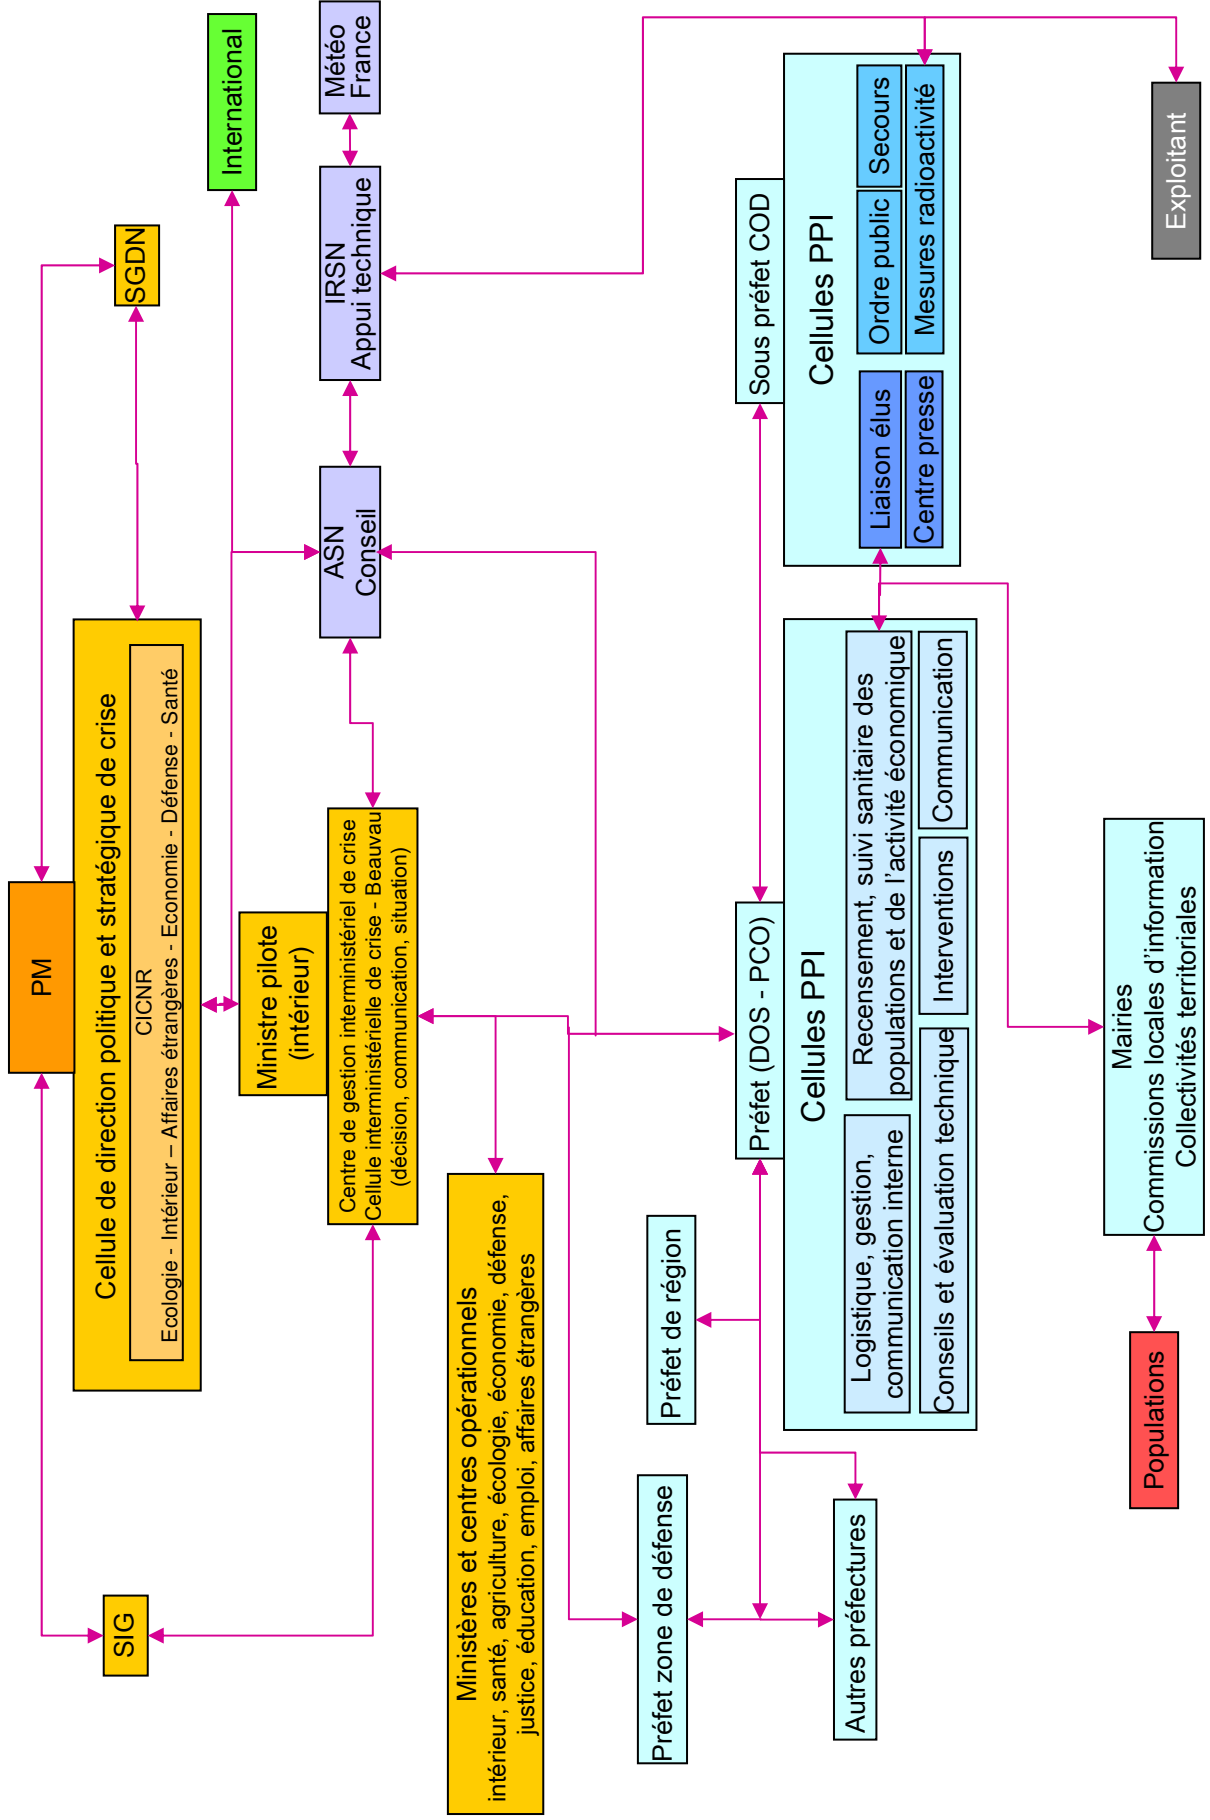 PM
Cellule de direction politique et stratégique de crise
CICNR
Ecologie - Intérieur – Affaires étrangères - Economie - Défense - Santé
SIG
SGDN
International
Ministre pilote
(intérieur)
Centre de gestion interministériel de crise
Cellule interministérielle de crise - Beauvau
(décision, communication, situation)
ASN
Conseil
IRSN
Appui technique
Météo
France
Ministères et centres opérationnels
intérieur, santé, agriculture, écologie, économie, défense,
justice, éducation, emploi, affaires étrangères
Préfet zone de défense
Préfet de région
Préfet (DOS - PCO)
Sous préfet COD
Autres préfectures
Cellules PPI
Logistique, gestion,
communication interne
Recensement, suivi sanitaire des
populations et de l'activité économique
Conseils et évaluation technique
Interventions
Communication
Cellules PPI
Liaison élus
Ordre public
Secours
Centre presse
Mesures radioactivité
Populations
Mairies
Commissions locales d'information
Collectivités territoriales
Exploitant